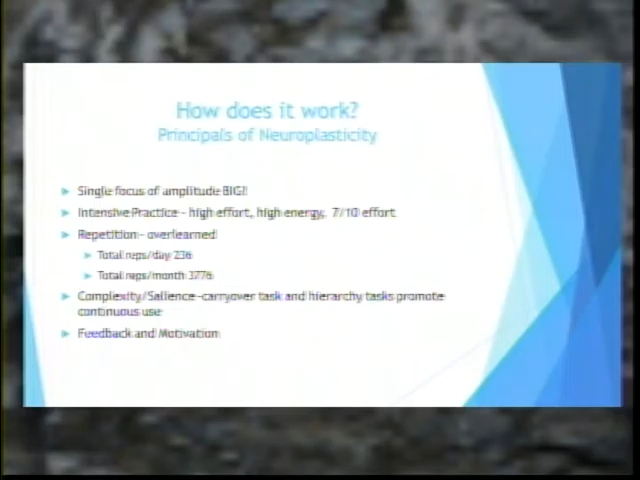 How does it work?
Principals of Neuroplasticity
Single focus of amplitude BIG!
Intensive Practice - high effort, high energy, 7/10 effort
Repetition - overlearned
Total reps/day 236
Total reps/month 3776
Complexity/Salience -carryover task and hierarchy tasks promote
continuous use
Feedback and Motivation